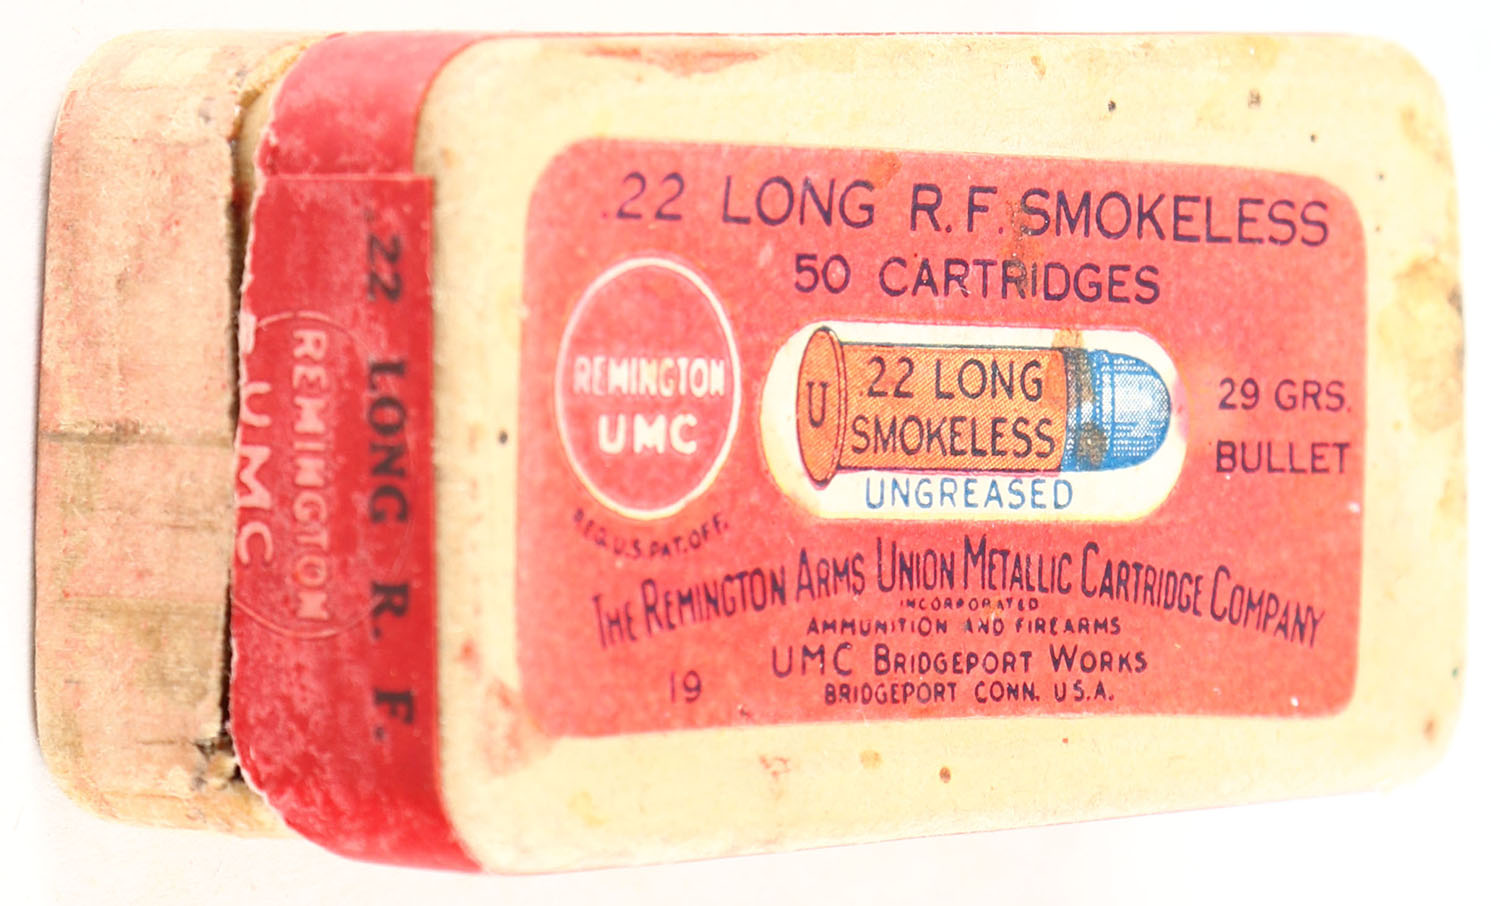 .22 LONG R.F. SMOKELESS
50 CARTRIDGES
REMINGTON
UMC
REG. U.S. PAT. OFF.
U
.22 LONG
SMOKELESS
UNGREASED
29 GRS.
BULLET
THE REMINGTON ARMS UNION METALLIC CARTRIDGE COMPANY
INCORPORATED
AMMUNITION AND FIREARMS
UMC BRIDGEPORT WORKS
BRIDGEPORT CONN. U.S.A.
19
.22 LONG R. F.
REMINGTON
UMC